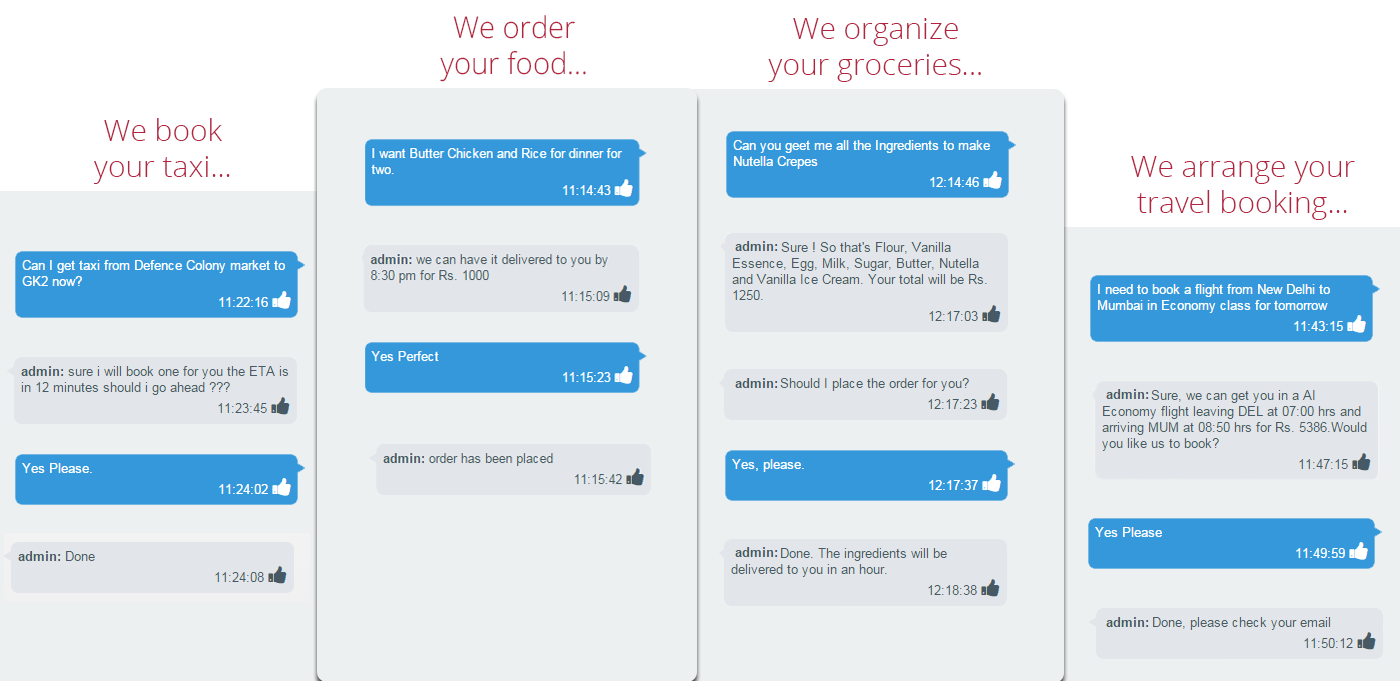 We book
your taxi...
Can I get taxi from Defence Colony market to
GK2 now?
11:22:16
admin: sure i will book one for you the ETA is
in 12 minutes should i go ahead ???
11:23:45
Yes Please.
11:24:02
admin: Done
11:24:08
We order
your food...
I want Butter Chicken and Rice for dinner for
two.
11:14:43
admin: we can have it delivered to you by
8:30 pm for Rs. 1000
11:15:09
Yes Perfect
11:15:23
admin: order has been placed
11:15:42
We organize
your groceries...
Can you geet me all the Ingredients to make
Nutella Crepes
12:14:46
admin: Sure ! So that's Flour, Vanilla
Essence, Egg, Milk, Sugar, Butter, Nutella
and Vanilla Ice Cream. Your total will be Rs.
1250.
12:17:03
admin: Should I place the order for you?
12:17:23
Yes, please.
12:17:37
admin: Done. The ingredients will be
delivered to you in an hour.
12:18:38
We arrange your
travel booking...
I need to book a flight from New Delhi to
Mumbai in Economy class for tomorrow
11:43:15
admin: Sure, we can get you in a AI
Economy flight leaving DEL at 07:00 hrs and
arriving MUM at 08:50 hrs for Rs. 5386.Would
you like us to book?
11:47:15
Yes Please
11:49:59
admin: Done, please check your email
11:50:12